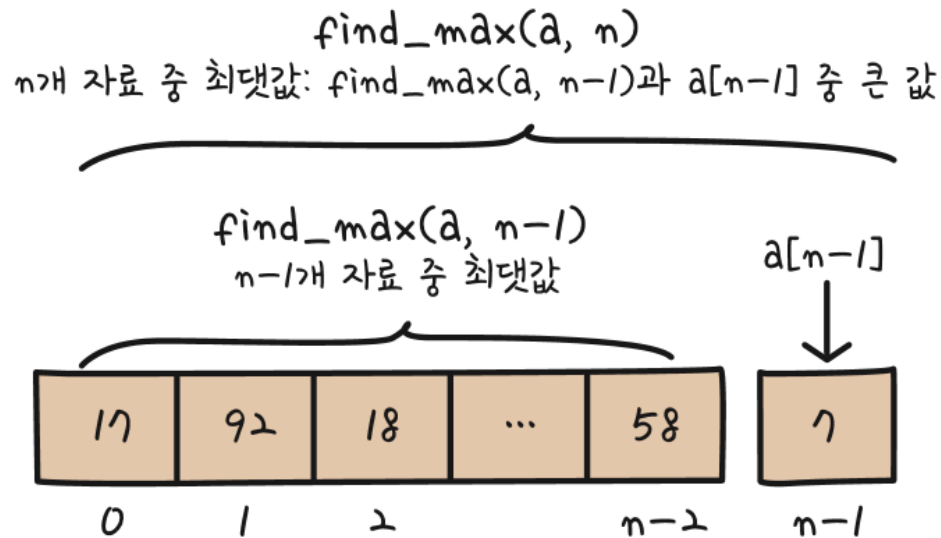 find_max(a, n)
n개 자료 중 최댓값: find_max(a, n-1)과 a[n-1] 중 큰 값
find_max(a, n-1)
n-1개 자료 중 최댓값
a[n-1]
17 92 18 ... 58 7
0 1 2 n-2 n-1